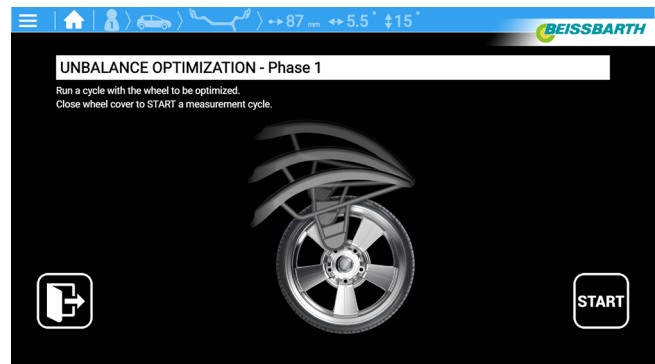 87 mm 5.5" 15"
BEISSBARTH
UNBALANCE OPTIMIZATION - Phase 1
Run a cycle with the wheel to be optimized.
Close wheel cover to START a measurement cycle.
START